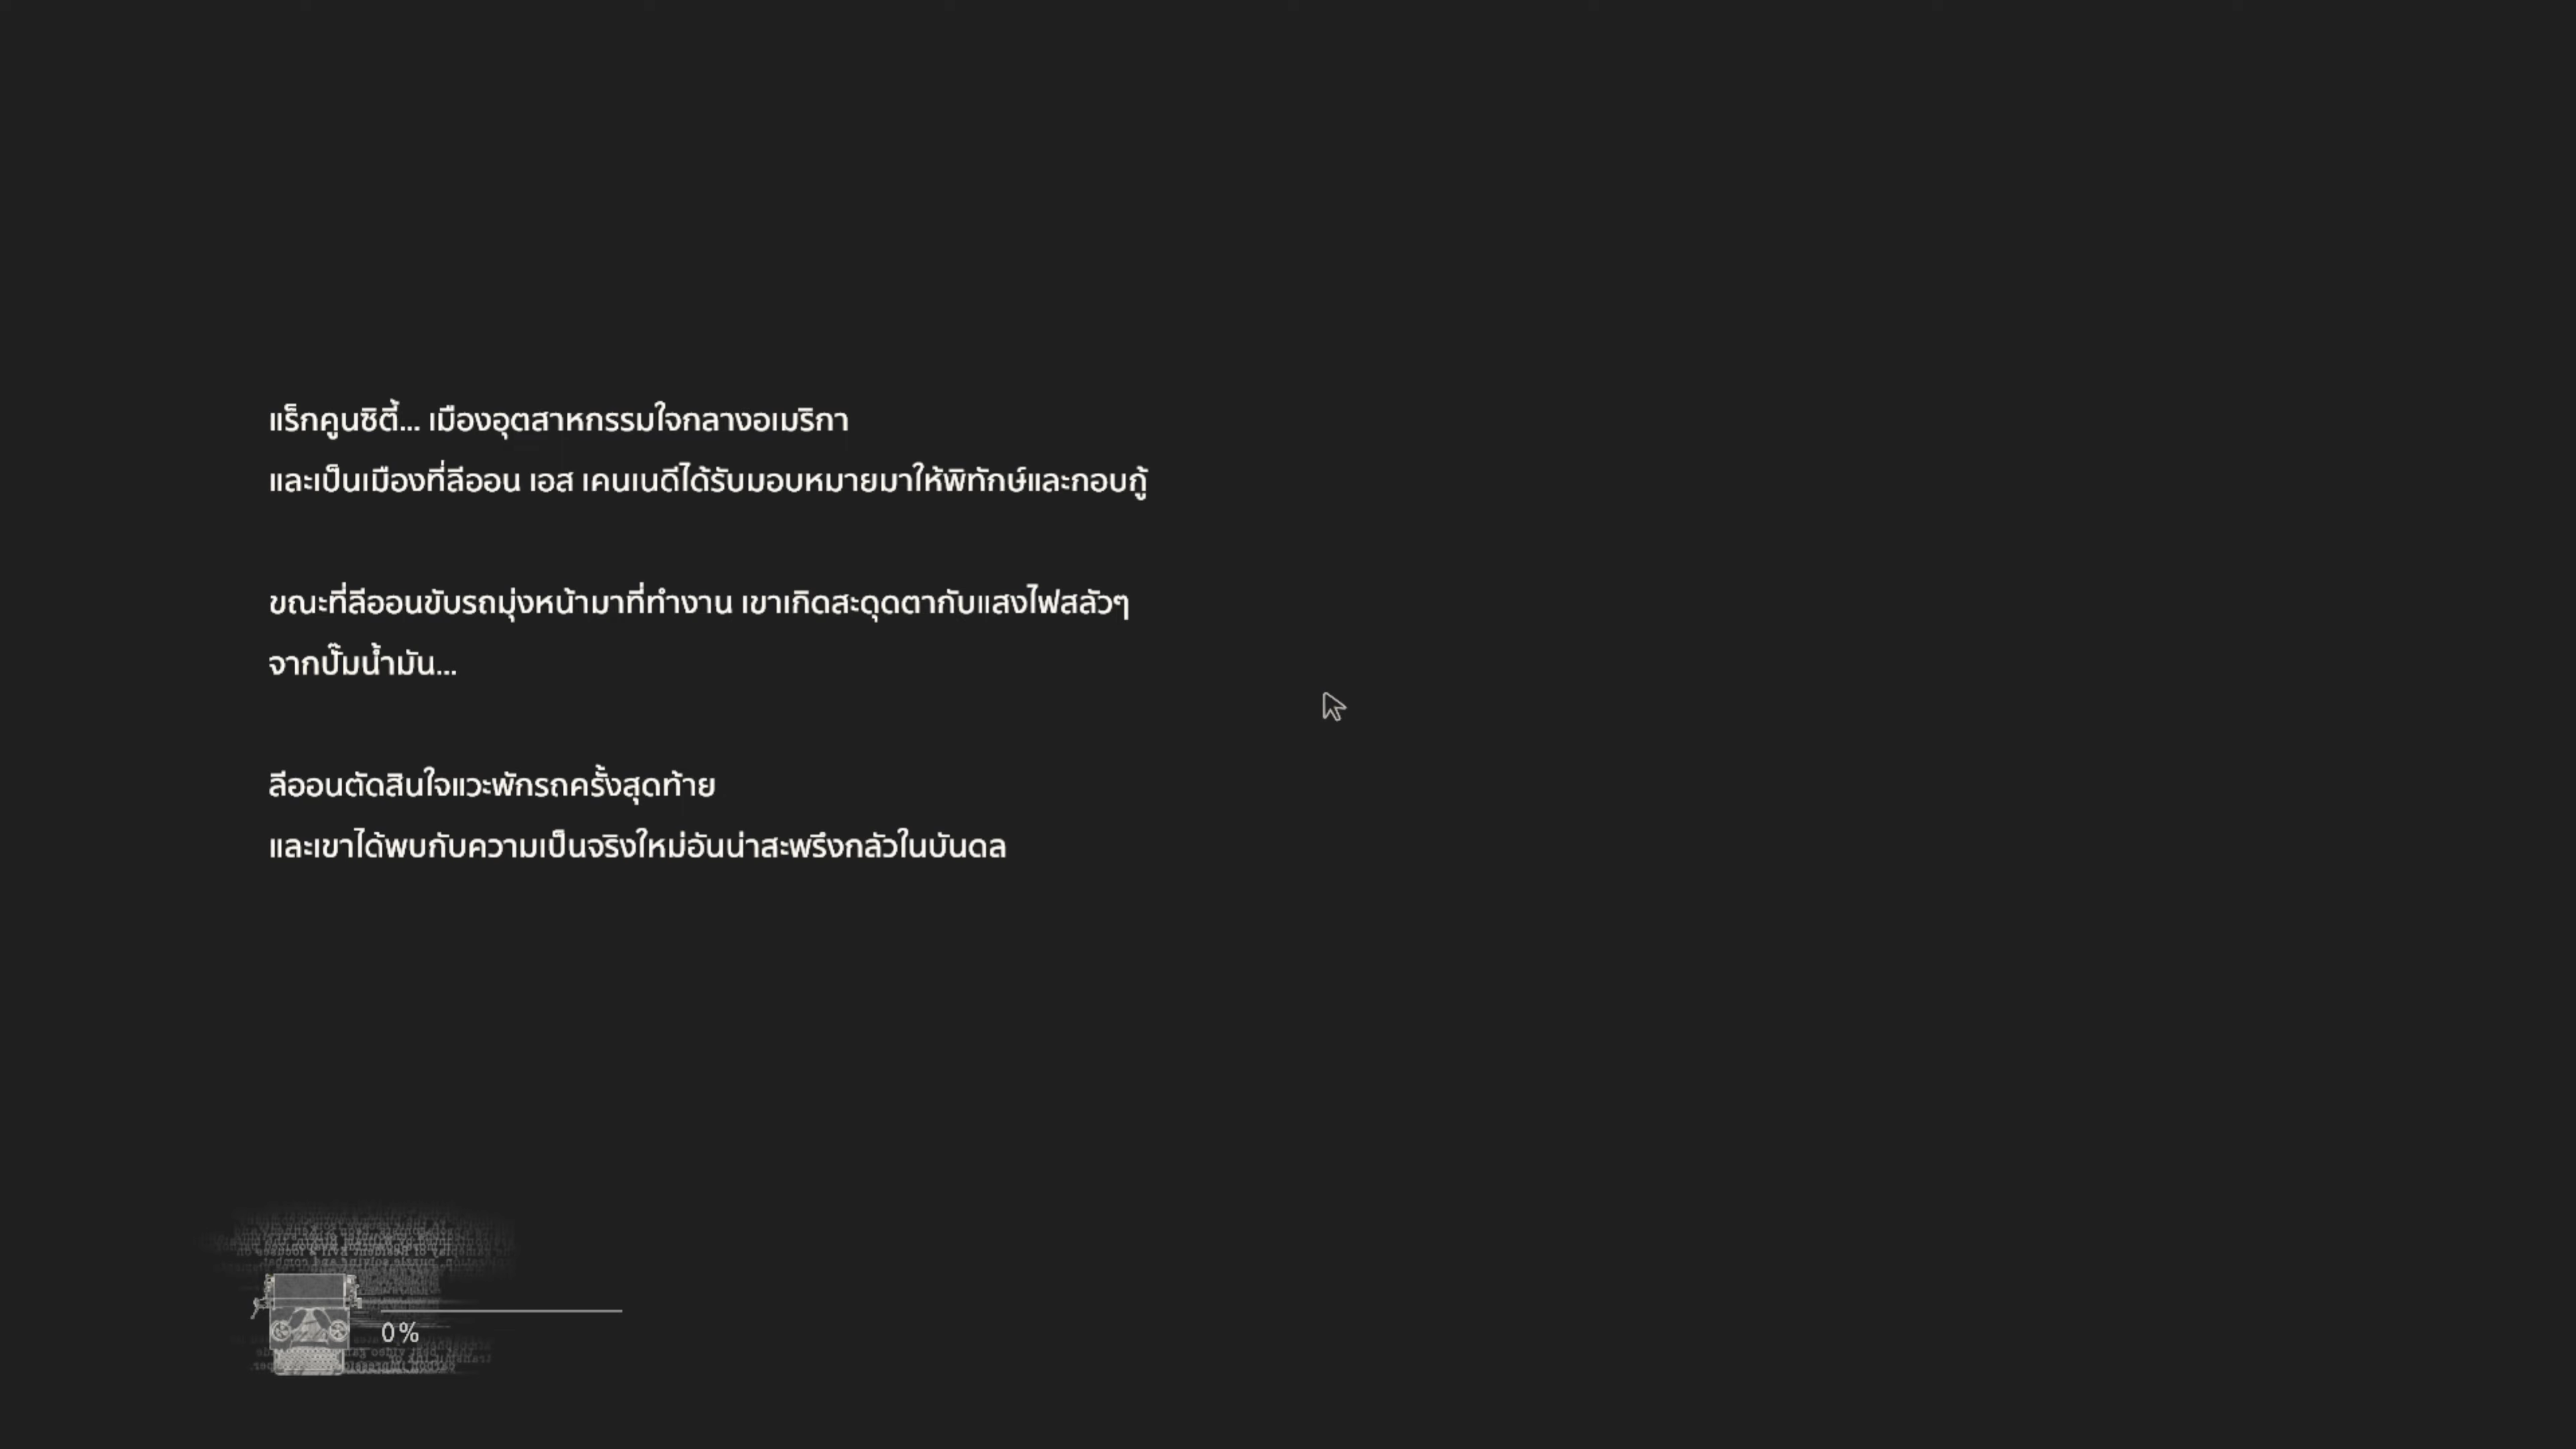 แร็กคูนซิตี้... เมืองอุตสาหกรรมใจกลางอเมริกา
และเป็นเมืองที่ลีออน เอส เคนเนดีได้รับมอบหมายมาให้พิทักษ์และกอบกู้
ขณะที่ลีออนขับรถมุ่งหน้ามาที่ทำงาน เขาเกิดสะดุดตากับแสงไฟสลัวๆ
จากปั๊มน้ำมัน...
ลีออนตัดสินใจแวะพักรถครั้งสุดท้าย
และเขาได้พบกับความเป็นจริงใหม่อันน่าสะพรึงกลัวในบันดล
0%